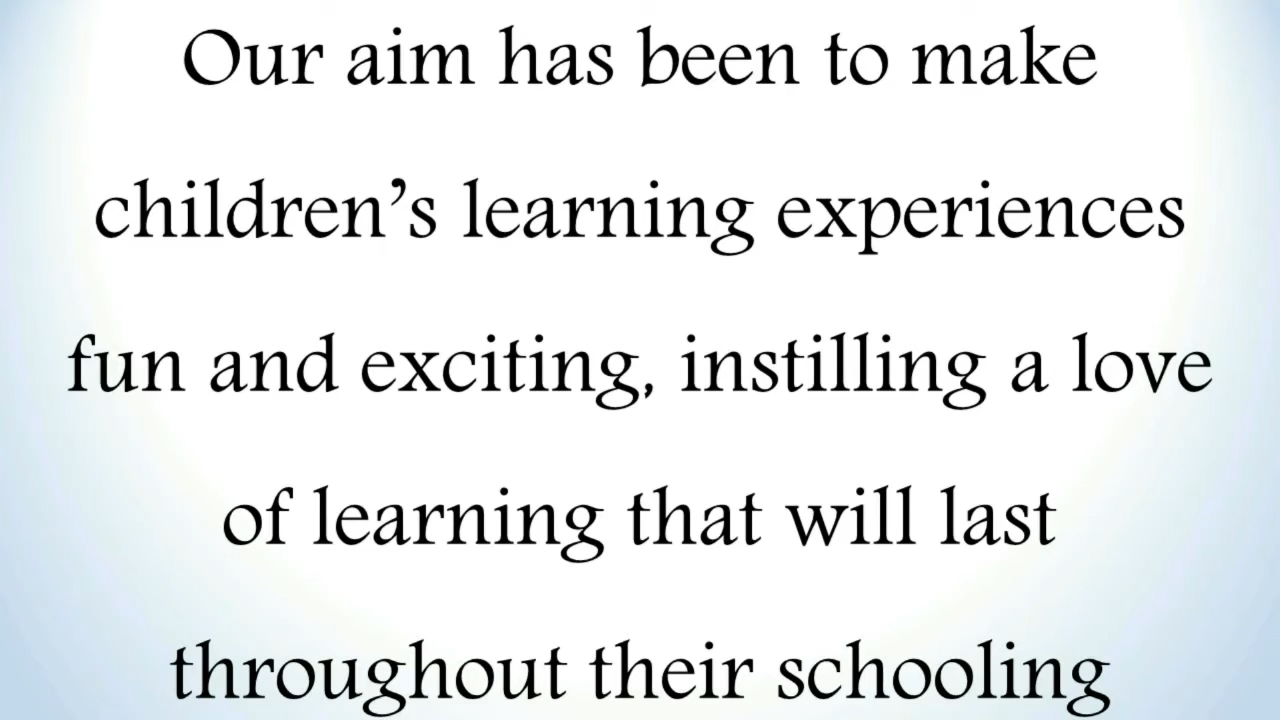 Our aim has been to make
children’s learning experiences
fun and exciting, instilling a love
of learning that will last
throughout their schooling